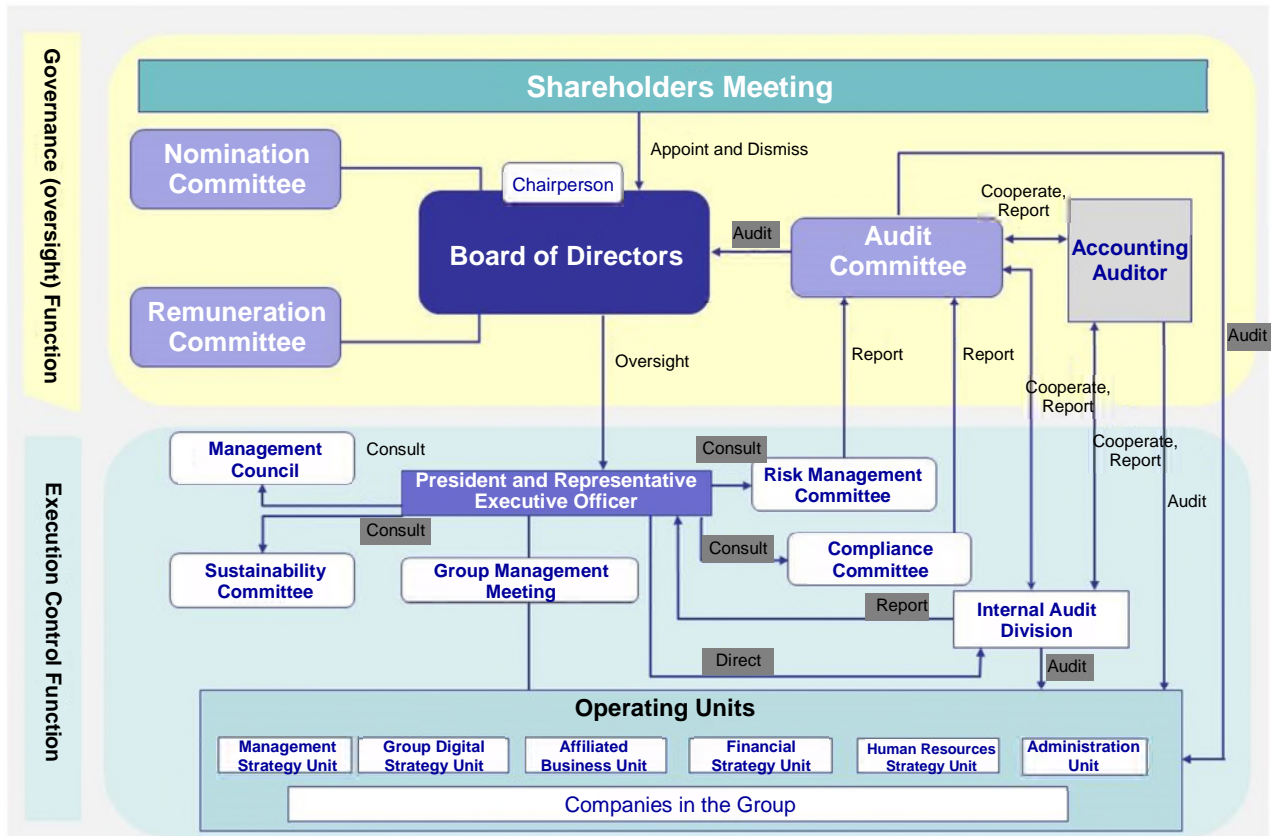 Governance (oversight) Function
Shareholders Meeting
Appoint and Dismiss
Nomination
Committee
Chairperson
Board of Directors
Audit
Audit
Committee
Cooperate,
Report
Accounting
Auditor
Remuneration
Committee
Oversight
Report
Report
Audit
Cooperate,
Report
Cooperate,
Report
Audit
Execution Control Function
Management
Council
Consult
President and Representative
Executive Officer
Consult
Risk Management
Committee
Consult
Sustainability
Committee
Group Management
Meeting
Consult
Compliance
Committee
Report
Internal Audit
Division
Direct
Audit
Operating Units
Management
Strategy Unit
Group Digital
Strategy Unit
Affiliated
Business Unit
Financial
Strategy Unit
Human Resources
Strategy Unit
Administration
Unit
Companies in the Group